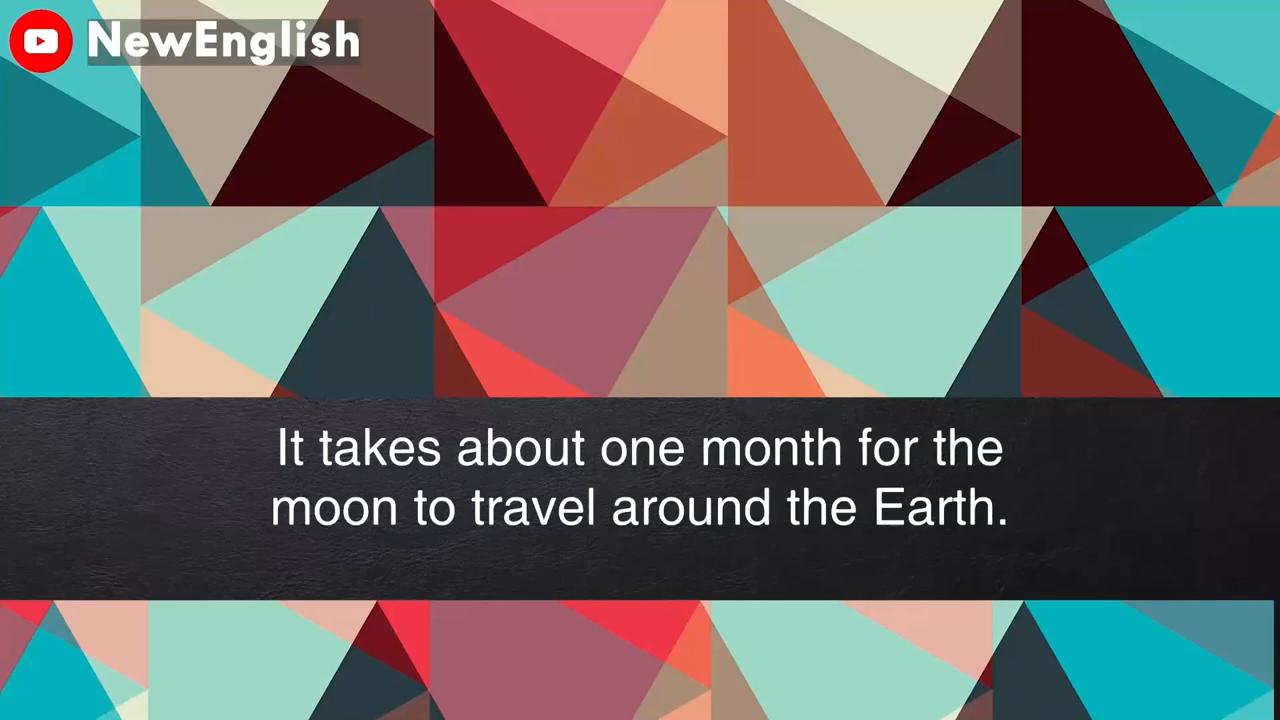 NewEnglish
It takes about one month for the
moon to travel around the Earth.